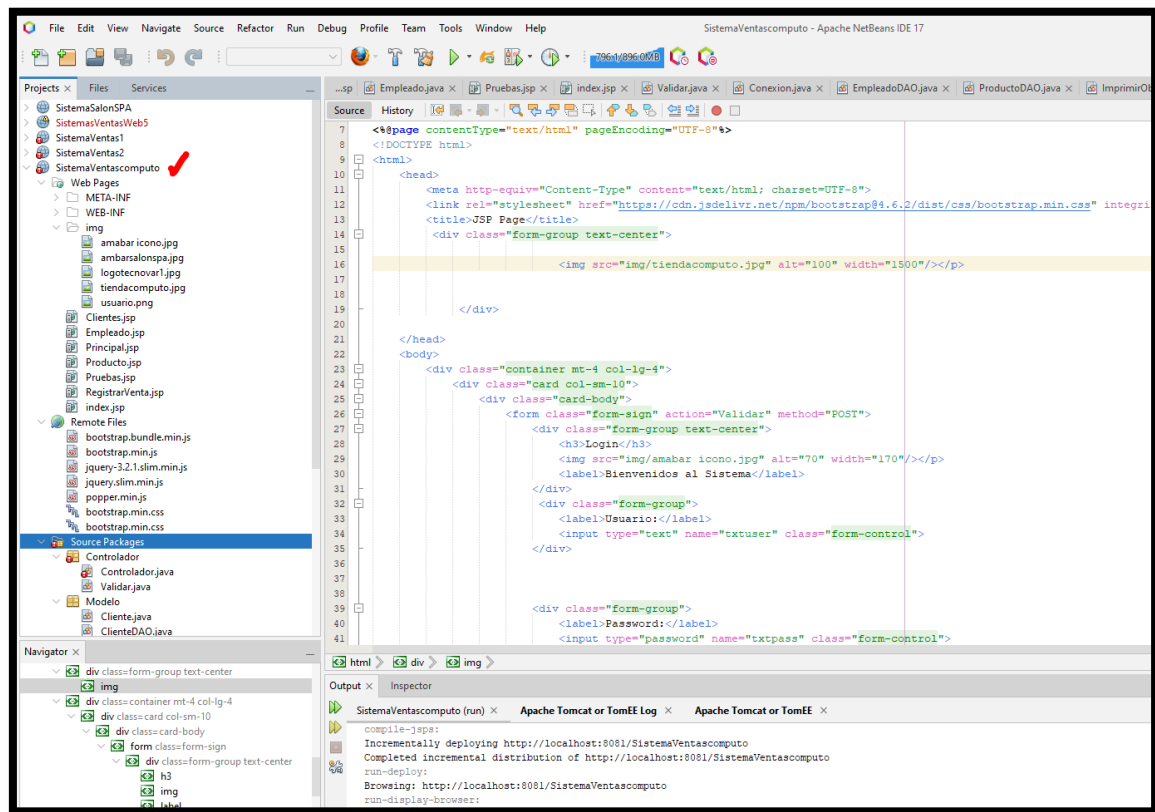 File Edit View Navigate Source Refactor Run Debug Profile Team Tools Window Help SistemaVentascomputo - Apache NetBeans IDE 17
796.1/896.0MB
Projects × Files Services
SistemaSalonSPA
SistemasVentasWeb5
SistemaVentas1
SistemaVentas2
SistemaVentascomputo
Web Pages
META-INF
WEB-INF
img
amabar icono.jpg
ambarsalonspa.jpg
logotecnovar1.jpg
tiendacomputo.jpg
usuario.png
Clientes.jsp
Empleado.jsp
Principal.jsp
Producto.jsp
Pruebas.jsp
RegistrarVenta.jsp
index.jsp
Remote Files
bootstrap.bundle.min.js
bootstrap.min.js
jquery-3.2.1.slim.min.js
jquery.slim.min.js
popper.min.js
bootstrap.min.css
bootstrap.min.css
Source Packages
Controlador
Controlador.java
Validar.java
Modelo
Cliente.java
ClienteDAO.java
Navigator ×
div class=form-group text-center
img
div class=container mt-4 col-lg-4
div class=card col-sm-10
div class=card-body
form class=form-sign
div class=form-group text-center
h3
img
label
...sp Empleado.java × Pruebas.jsp × index.jsp × Validar.java × Conexion.java × EmpleadoDAO.java × ProductoDAO.java × ImprimirOb
Source History
7 <%@page contentType="text/html" pageEncoding="UTF-8"%>
8 <!DOCTYPE html>
9 <html>
10 <head>
11 <meta http-equiv="Content-Type" content="text/html; charset=UTF-8">
12 <link rel="stylesheet" href="https://cdn.jsdelivr.net/npm/bootstrap@4.6.2/dist/css/bootstrap.min.css" integri
13 <title>JSP Page</title>
14 <div class="form-group text-center">
15
16 <img src="img/tiendacomputo.jpg" alt="100" width="1500"/></p>
17
18
19 </div>
20
21 </head>
22 <body>
23 <div class="container mt-4 col-lg-4">
24 <div class="card col-sm-10">
25 <div class="card-body">
26 <form class="form-sign" action="Validar" method="POST">
27 <div class="form-group text-center">
28 <h3>Login</h3>
29 <img src="img/amabar icono.jpg" alt="70" width="170"/></p>
30 <label>Bienvenidos al Sistema</label>
31 </div>
32 <div class="form-group">
33 <label>Usuario:</label>
34 <input type="text" name="txtuser" class="form-control">
35 </div>
36
37
38
39 <div class="form-group">
40 <label>Password:</label>
41 <input type="password" name="txtpass" class="form-control">
html div img
Output × Inspector
SistemaVentascomputo (run) × Apache Tomcat or TomEE Log × Apache Tomcat or TomEE ×
compile-jsps:
Incrementally deploying http://localhost:8081/SistemaVentascomputo
Completed incremental distribution of http://localhost:8081/SistemaVentascomputo
run-deploy:
Browsing: http://localhost:8081/SistemaVentascomputo
run-display-browser: